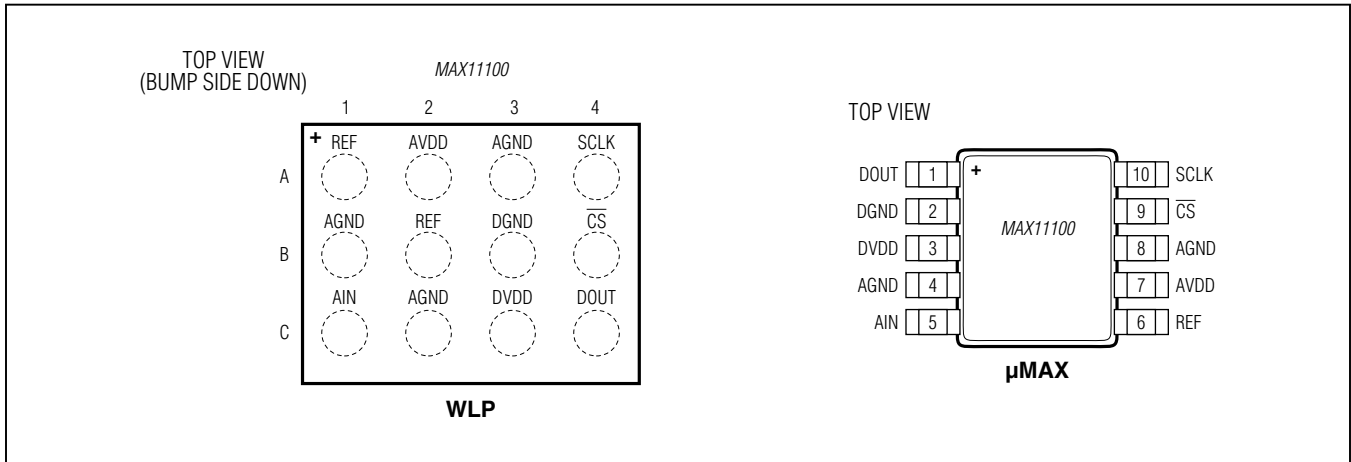 TOP VIEW
(BUMP SIDE DOWN)
MAX11100
1 2 3 4
+ REF AVDD AGND SCLK
A
AGND REF DGND C̅S̅
B
AIN AGND DVDD DOUT
C
WLP
TOP VIEW
DOUT 1 + 10 SCLK
DGND 2 9 C̅S̅
MAX11100
DVDD 3 8 AGND
AGND 4 7 AVDD
AIN 5 6 REF
µMAX